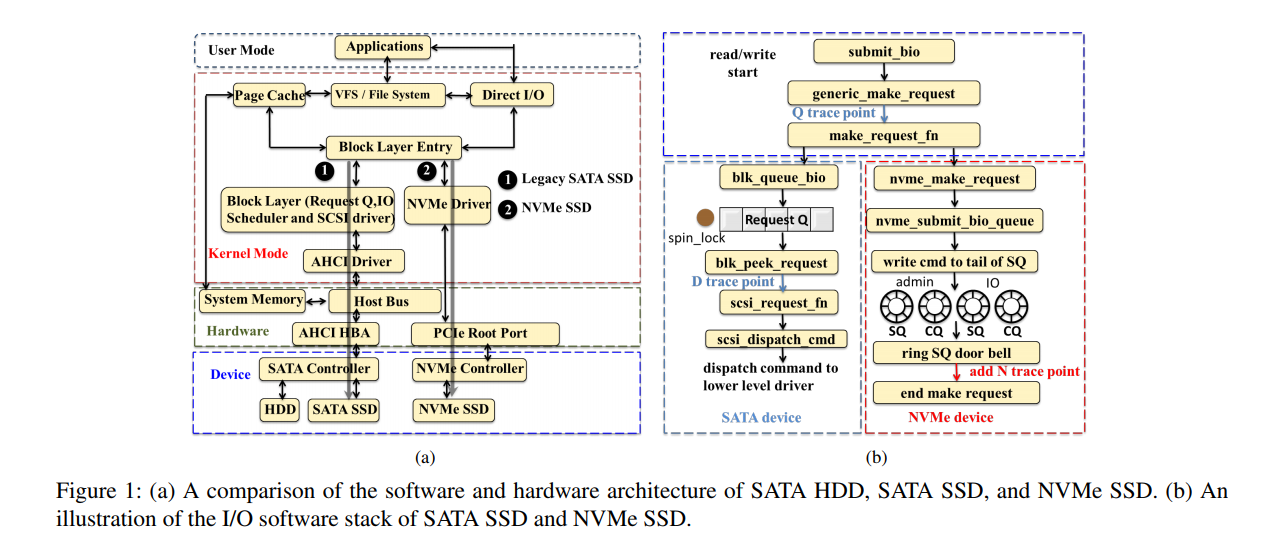 User Mode
Applications
Page Cache
VFS / File System
Direct I/O
Block Layer Entry
1
2
1 Legacy SATA SSD
2 NVMe SSD
Block Layer (Request Q,IO
Scheduler and SCSI driver)
NVMe Driver
Kernel Mode
AHCI Driver
System Memory
Host Bus
Hardware
AHCI HBA
PCIe Root Port
Device
SATA Controller
NVMe Controller
HDD
SATA SSD
NVMe SSD
(a)
read/write
start
submit_bio
generic_make_request
Q trace point
make_request_fn
blk_queue_bio
Request Q
spin_lock
blk_peek_request
D trace point
scsi_request_fn
scsi_dispatch_cmd
dispatch command to
lower level driver
SATA device
nvme_make_request
nvme_submit_bio_queue
write cmd to tail of SQ
admin IO
SQ CQ SQ CQ
ring SQ door bell
add N trace point
end make request
NVMe device
(b)
Figure 1: (a) A comparison of the software and hardware architecture of SATA HDD, SATA SSD, and NVMe SSD. (b) An
illustration of the I/O software stack of SATA SSD and NVMe SSD.